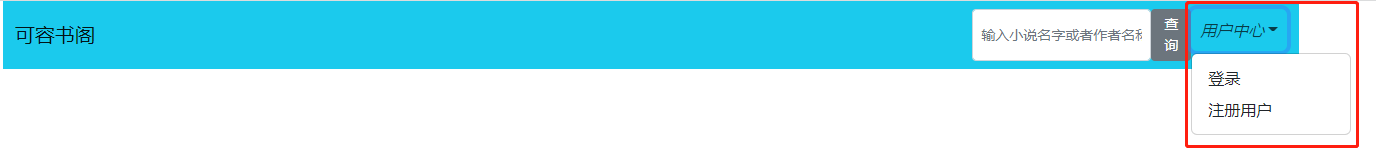 可容书阁
输入小说名字或者作者名称
查询
用户中心
登录
注册用户